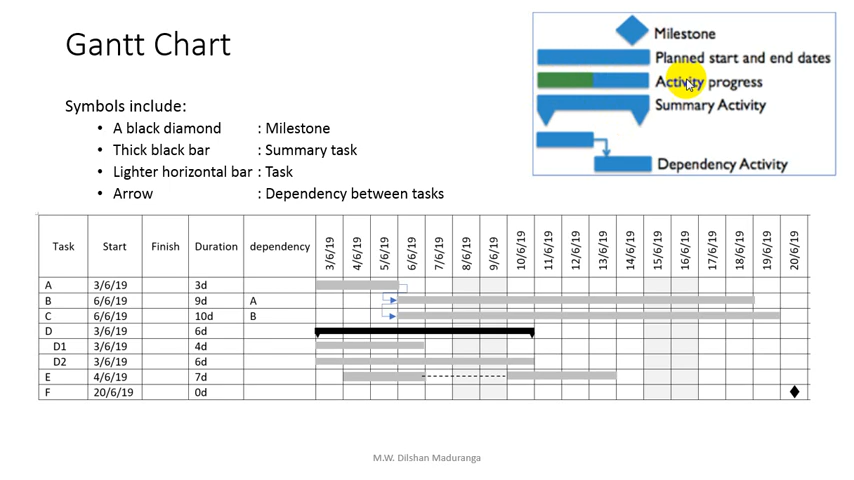 Gantt Chart
Milestone
Planned start and end dates
Activity progress
Summary Activity
Dependency Activity
Symbols include:
• A black diamond : Milestone
• Thick black bar : Summary task
• Lighter horizontal bar : Task
• Arrow : Dependency between tasks
Task Start Finish Duration dependency 3/6/19 4/6/19 5/6/19 6/6/19 7/6/19 8/6/19 9/6/19 10/6/19 11/6/19 12/6/19 13/6/19 14/6/19 15/6/19 16/6/19 17/6/19 18/6/19 19/6/19 20/6/19
A 3/6/19 3d
B 6/6/19 9d A
C 6/6/19 10d B
D 3/6/19 6d
D1 3/6/19 4d
D2 3/6/19 6d
E 4/6/19 7d
F 20/6/19 0d
M.W. Dilshan Maduranga